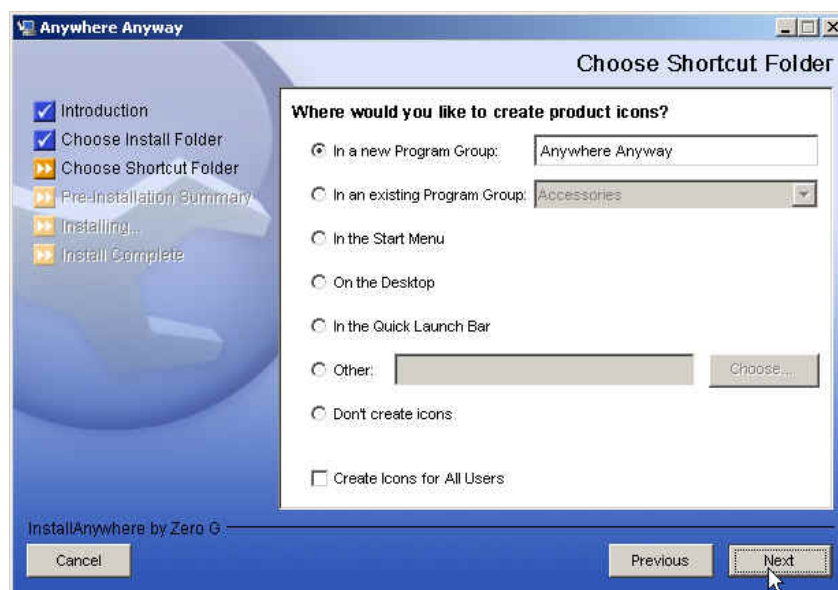 Anywhere Anyway
Choose Shortcut Folder
Introduction
Choose Install Folder
Choose Shortcut Folder
Pre-Installation Summary
Installing...
Install Complete
Where would you like to create product icons?
In a new Program Group: Anywhere Anyway
In an existing Program Group: Accessories
In the Start Menu
On the Desktop
In the Quick Launch Bar
Other: Choose...
Don't create icons
Create Icons for All Users
InstallAnywhere by Zero G
Cancel Previous Next